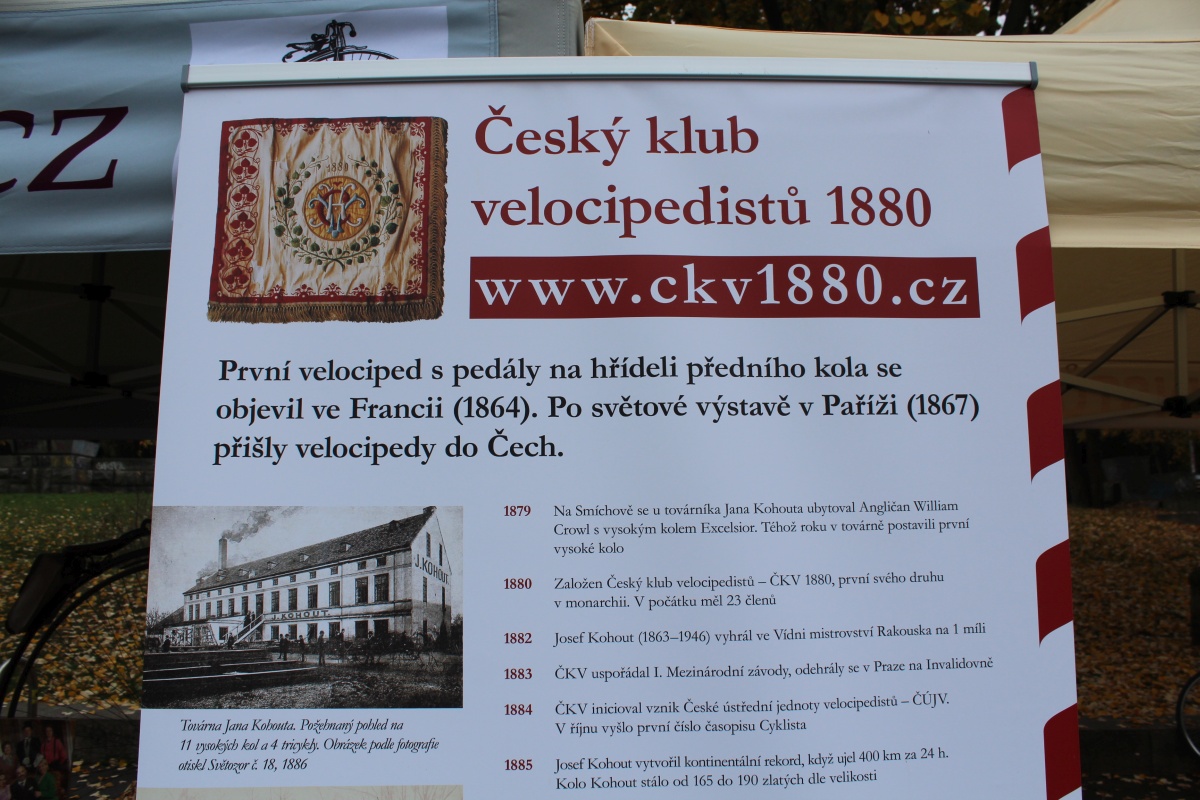 cz
Český klub
velocipedistů 1880
www.ckv1880.cz
1880
První velociped s pedály na hřídeli předního kola se
objevil ve Francii (1864). Po světové výstavě v Paříži (1867)
přišly velocipedy do Čech.
J.KOHOUT
J.KOHOUT.
Továrna Jana Kohouta. Požehnaný pohled na
11 vysokých kol a 4 tricykly. Obrázek podle fotografie
otiskl Světozor č. 18, 1886
1879 Na Smíchově se u továrníka Jana Kohouta ubytoval Angličan William
Crowl s vysokým kolem Excelsior. Téhož roku v továrně postavili první
vysoké kolo
1880 Založen Český klub velocipedistů – ČKV 1880, první svého druhu
v monarchii. V počátku měl 23 členů
1882 Josef Kohout (1863–1946) vyhrál ve Vídni mistrovství Rakouska na 1 míli
1883 ČKV uspořádal I. Mezinárodní závody, odehrály se v Praze na Invalidovně
1884 ČKV inicioval vznik České ústřední jednoty velocipedistů – ČÚJV.
V říjnu vyšlo první číslo časopisu Cyklista
1885 Josef Kohout vytvořil kontinentální rekord, když ujel 400 km za 24 h.
Kolo Kohout stálo od 165 do 190 zlatých dle velikosti